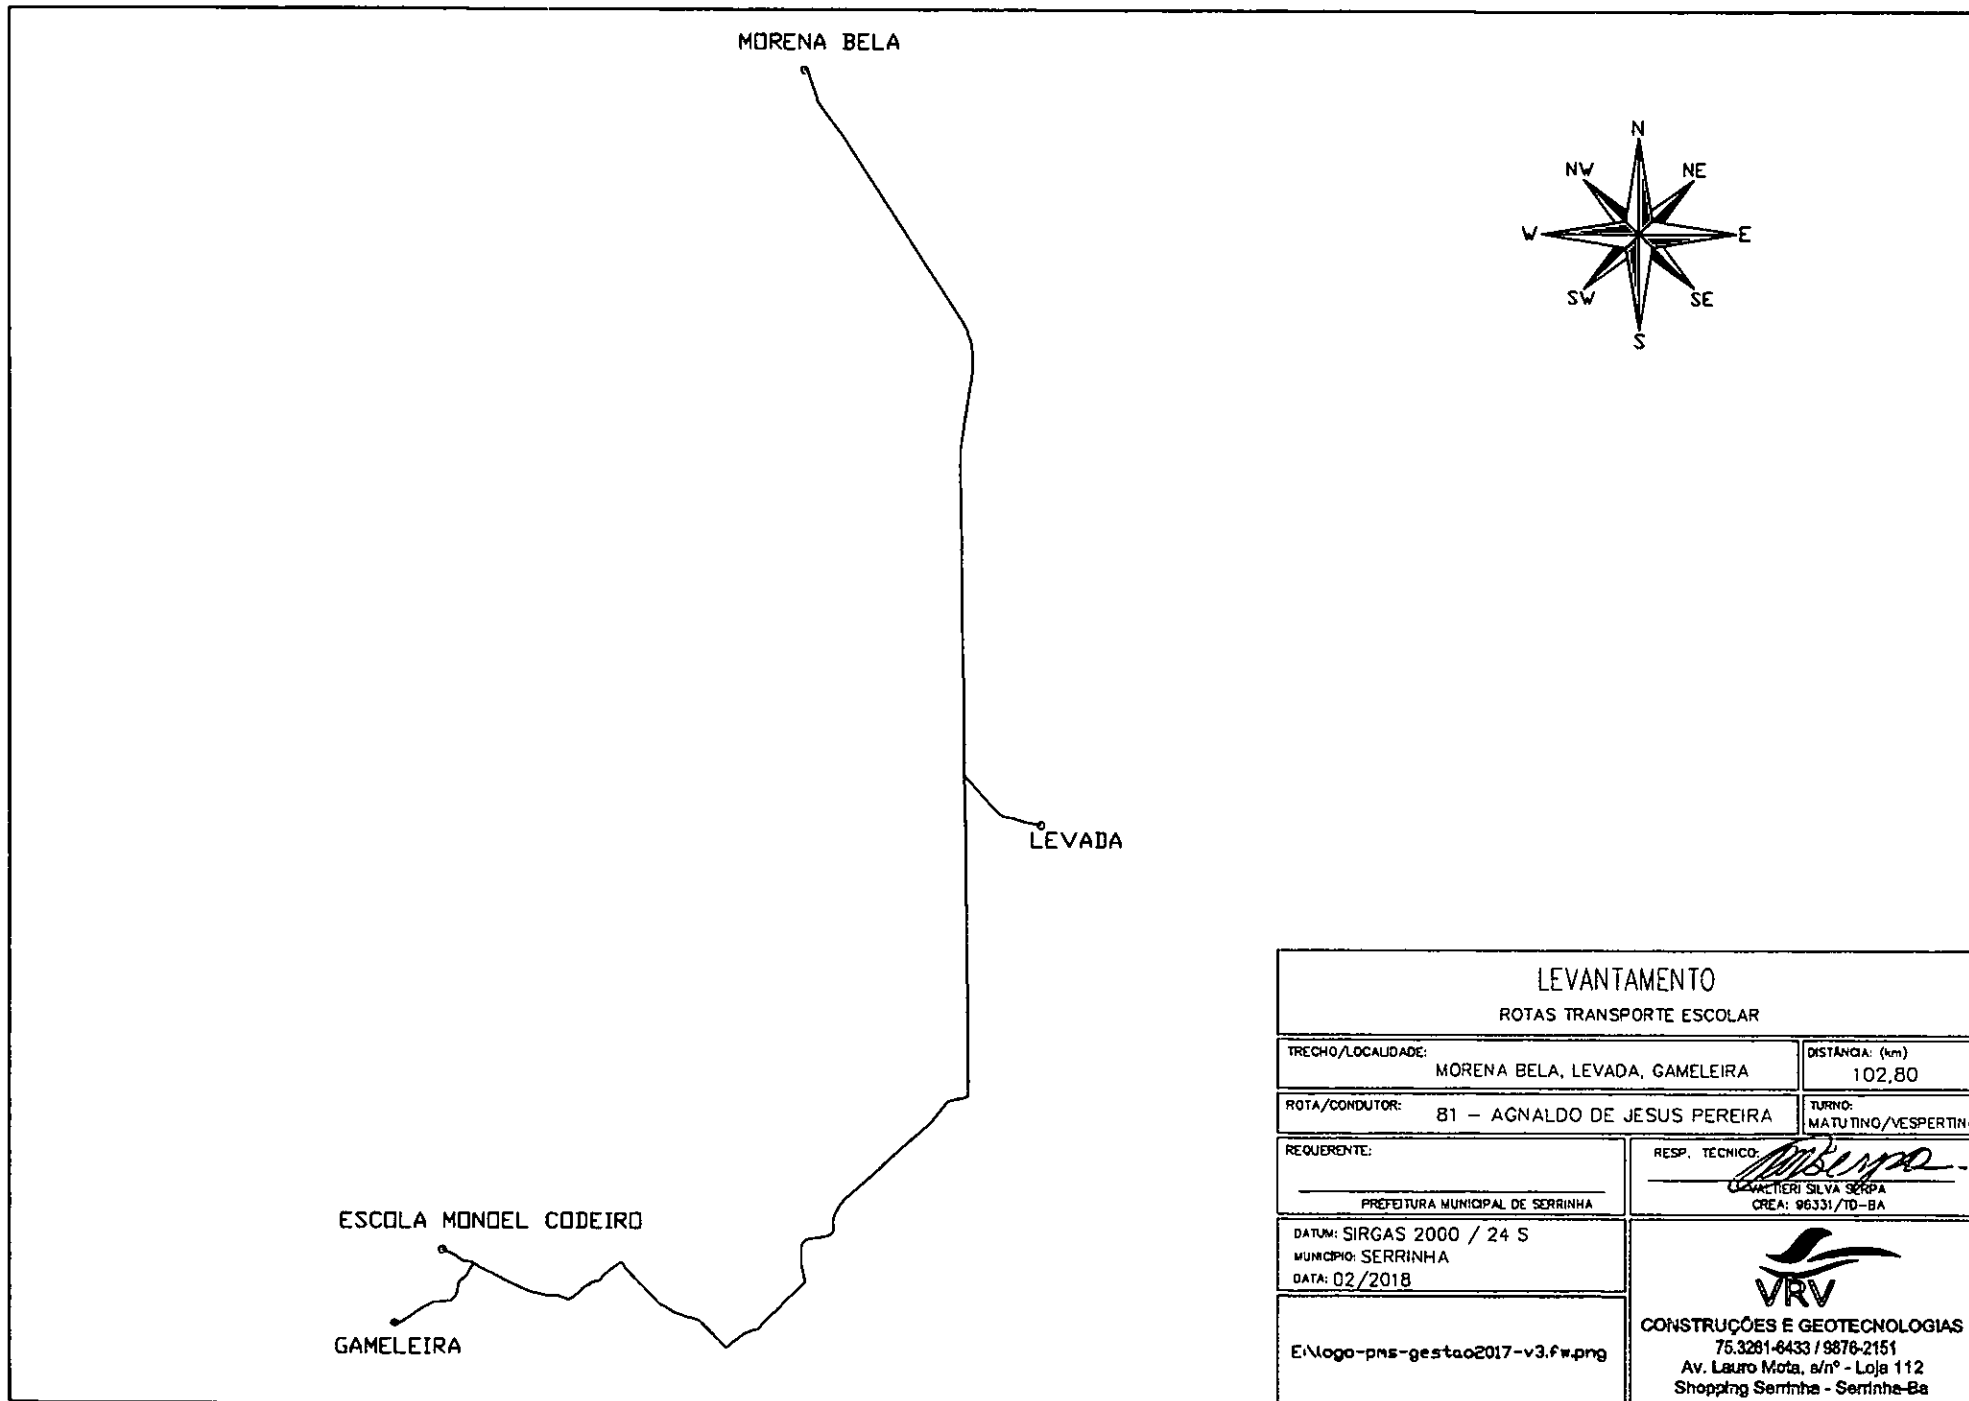 MORENA BELA
N
NW
NE
W
E
SW
SE
S
LEVADA
ESCOLA MONOEL CODEIRO
GAMELEIRA
LEVANTAMENTO
ROTAS TRANSPORTE ESCOLAR
TRECHO/LOCALIDADE:
MORENA BELA, LEVADA, GAMELEIRA
DISTÂNCIA: (km)
102,80
ROTA/CONDUTOR:
81 – AGNALDO DE JESUS PEREIRA
TURNO:
MATUTINO/VESPERTIN
REQUERENTE:
PREFEITURA MUNICIPAL DE SERRINHA
RESP. TÉCNICO:
VALTIERI SILVA SERPA
CREA: 96331/TD-BA
DATUM: SIRGAS 2000 / 24 S
MUNICÍPIO: SERRINHA
DATA: 02/2018
E:\logo-pms-gestao2017-v3.fw.png
VRV
CONSTRUÇÕES E GEOTECNOLOGIAS
75.3261-6433 / 9876-2151
Av. Lauro Mota, s/nº - Loja 112
Shopping Serrinha - Serrinha-Ba